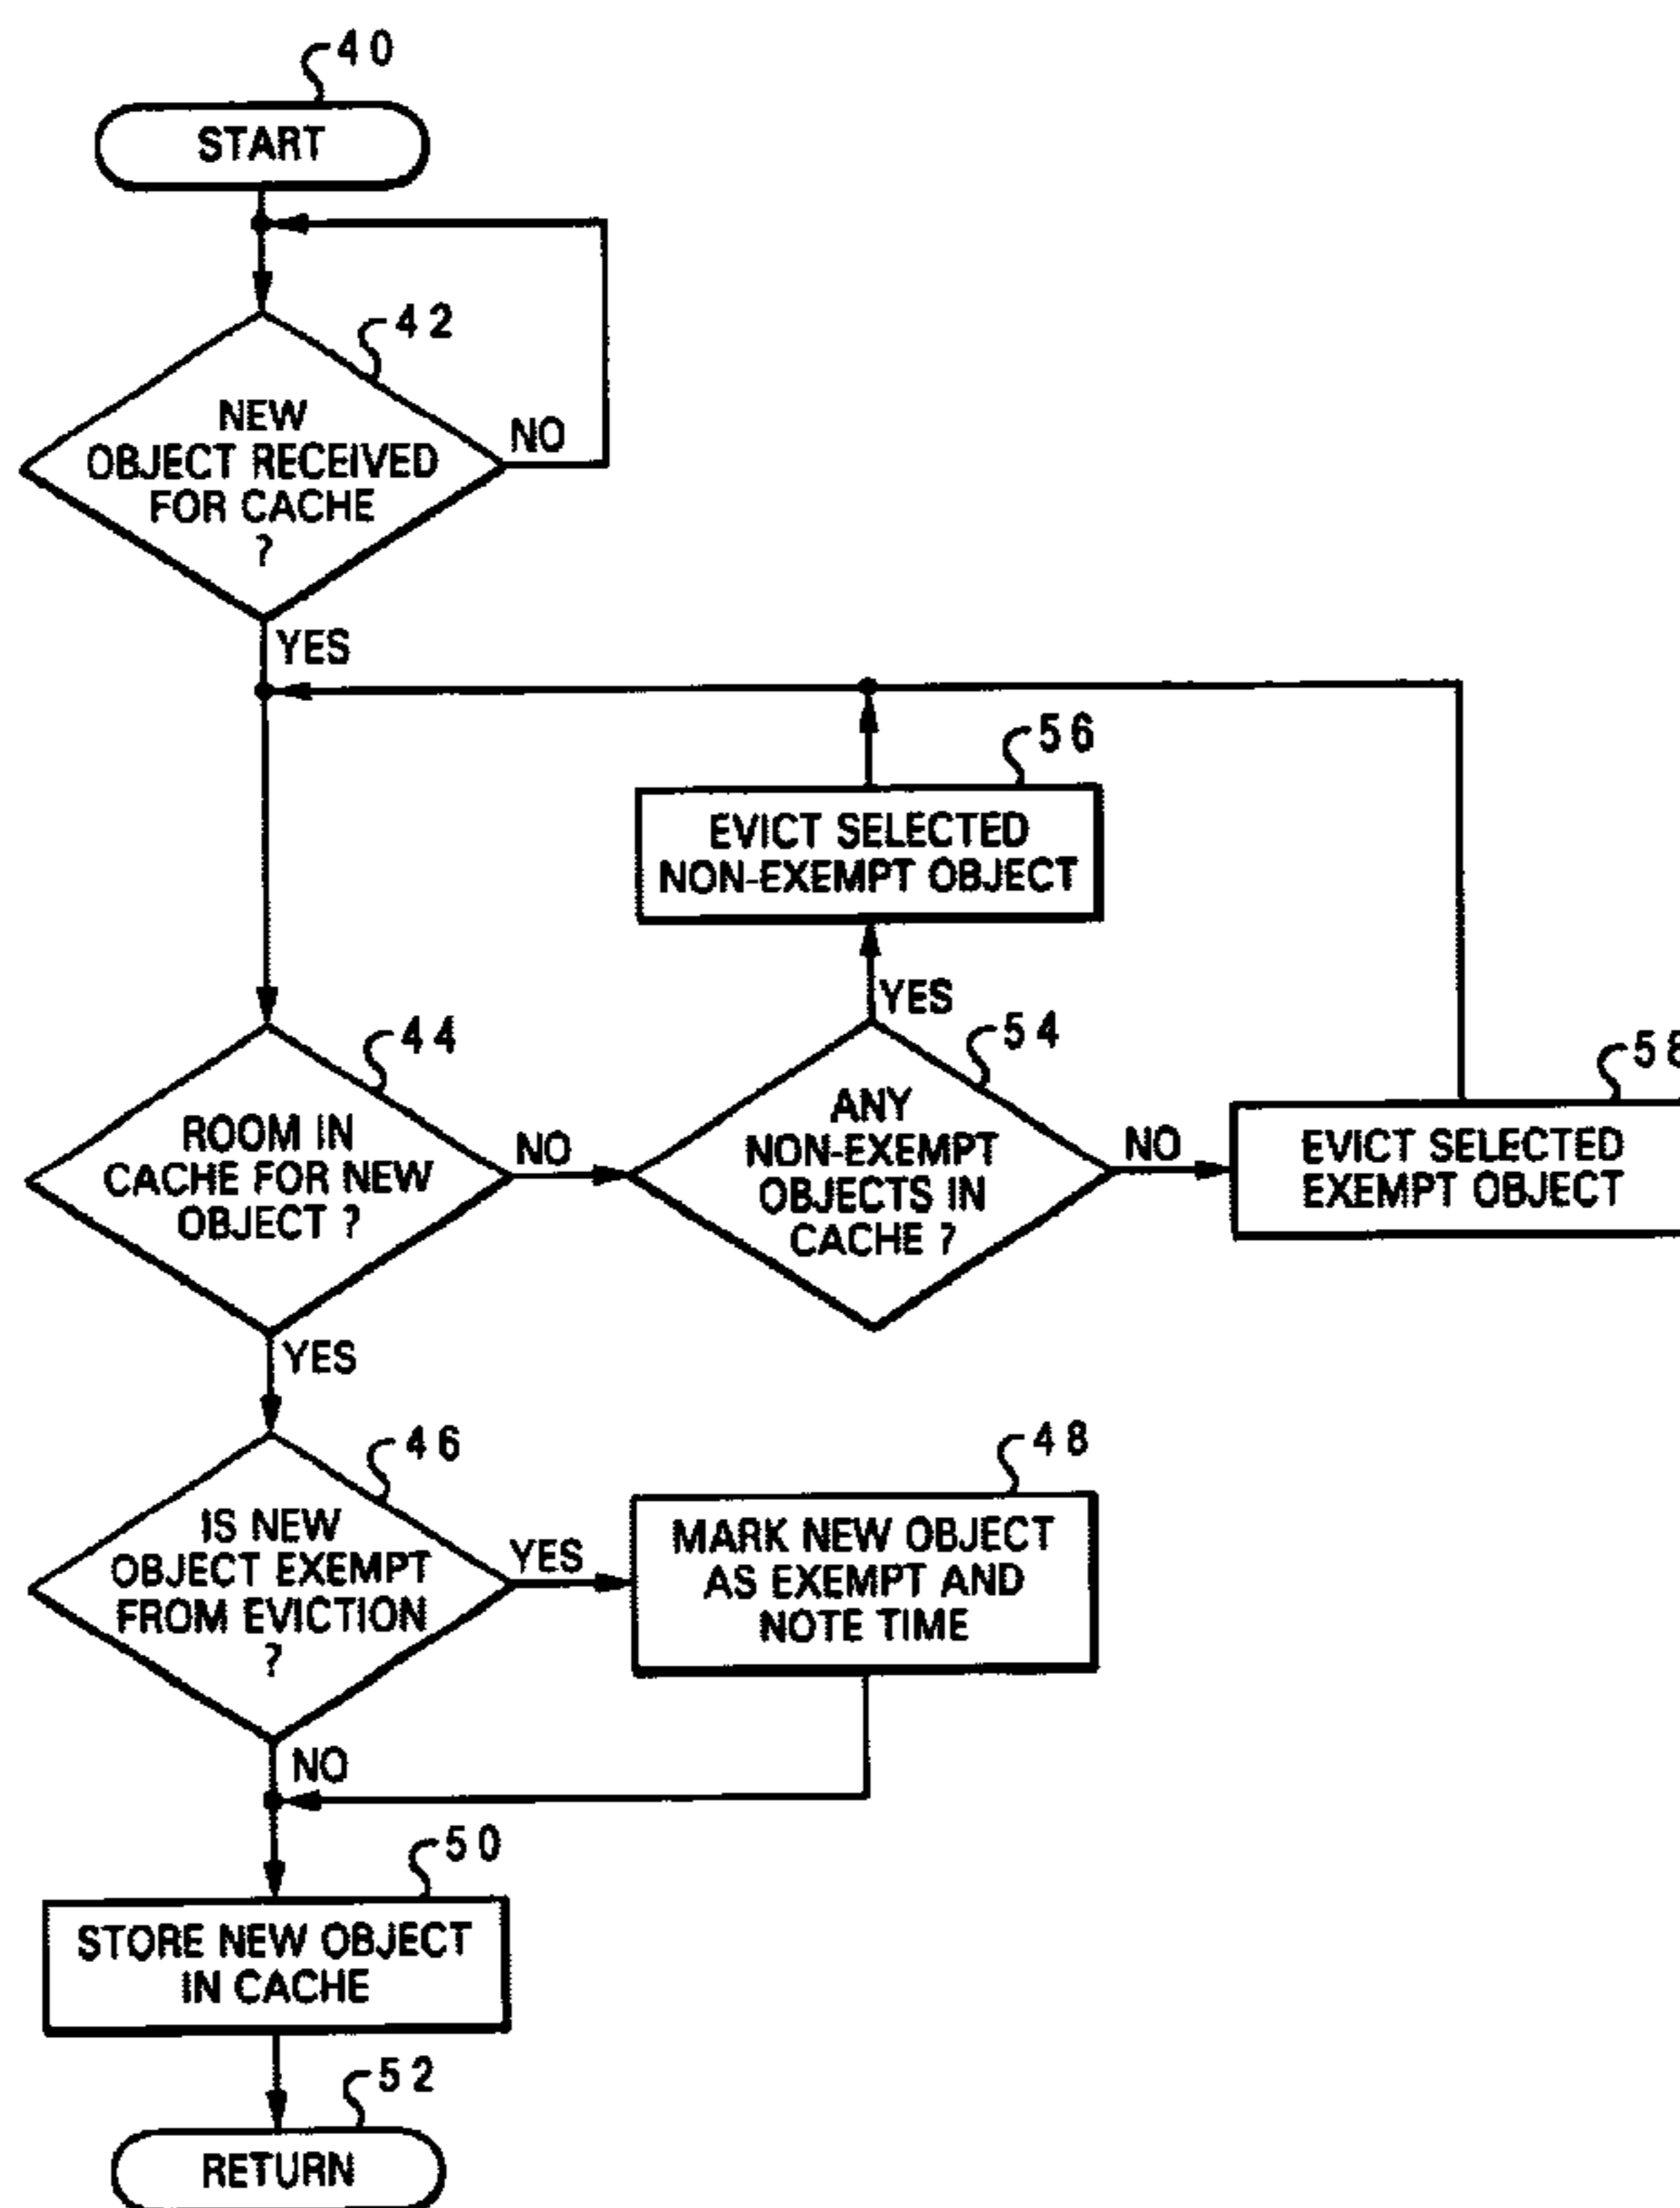 40
START
42
NEW
OBJECT RECEIVED
FOR CACHE
?
NO
YES
56
EVICT SELECTED
NON-EXEMPT OBJECT
YES
44
ROOM IN
CACHE FOR NEW
OBJECT ?
NO
54
ANY
NON-EXEMPT
OBJECTS IN
CACHE ?
NO
58
EVICT SELECTED
EXEMPT OBJECT
YES
46
IS NEW
OBJECT EXEMPT
FROM EVICTION
?
YES
48
MARK NEW OBJECT
AS EXEMPT AND
NOTE TIME
NO
50
STORE NEW OBJECT
IN CACHE
52
RETURN